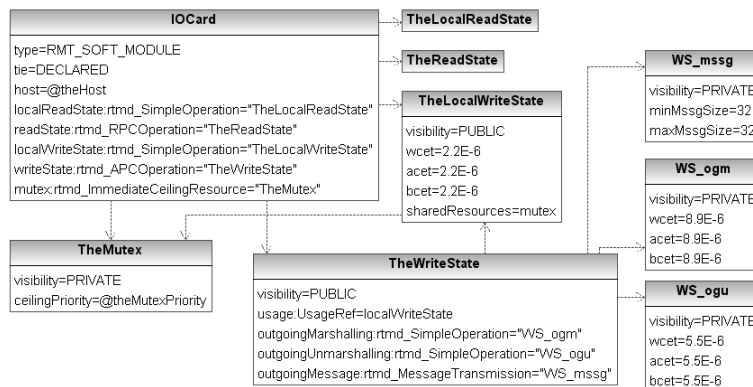 IOCard
type=RMT_SOFT_MODULE
tie=DECLARED
host=@theHost
localReadState:rtmd_SimpleOperation="TheLocalReadState"
readState:rtmd_RPCOperation="TheReadState"
localWriteState:rtmd_SimpleOperation="TheLocalWriteState"
writeState:rtmd_APCOperation="TheWriteState"
mutex:rtmd_ImmediateCeilingResource="TheMutex"
TheLocalReadState
TheReadState
TheLocalWriteState
visibility=PUBLIC
wcet=2.2E-6
acet=2.2E-6
bcet=2.2E-6
sharedResources=mutex
WS_mssg
visibility=PRIVATE
minMssgSize=32
maxMssgSize=32
WS_ogm
visibility=PRIVATE
wcet=8.9E-6
acet=8.9E-6
bcet=8.9E-6
TheMutex
visibility=PRIVATE
ceilingPriority=@theMutexPriority
TheWriteState
visibility=PUBLIC
usage:UsageRef=localWriteState
outgoingMarshalling:rtmd_SimpleOperation="WS_ogm"
outgoingUnmarshalling:rtmd_SimpleOperation="WS_ogu"
outgoingMessage:rtmd_MessageTransmission="WS_mssg"
WS_ogu
visibility=PRIVATE
wcet=5.5E-6
acet=5.5E-6
bcet=5.5E-6